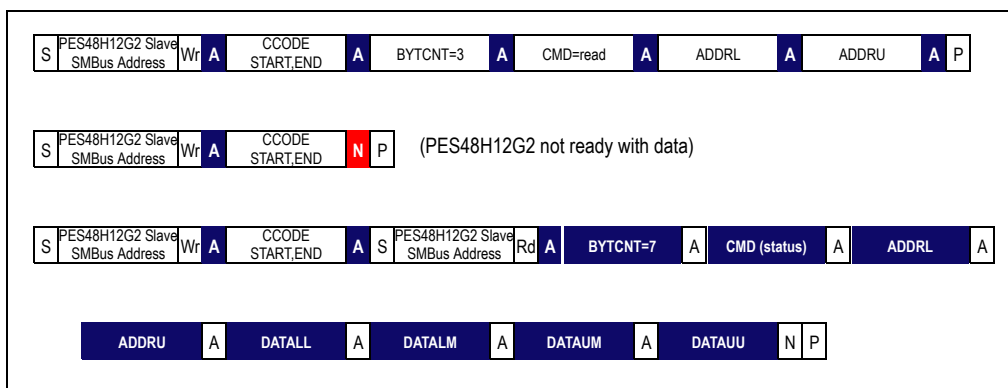 S PES48H12G2 Slave SMBus Address Wr A CCODE START,END A BYTCNT=3 A CMD=read A ADDRL A ADDRU A P
S PES48H12G2 Slave SMBus Address Wr A CCODE START,END N P (PES48H12G2 not ready with data)
S PES48H12G2 Slave SMBus Address Wr A CCODE START,END A S PES48H12G2 Slave SMBus Address Rd A BYTCNT=7 A CMD (status) A ADDRL A
ADDRU A DATALL A DATALM A DATAUM A DATAUU N P